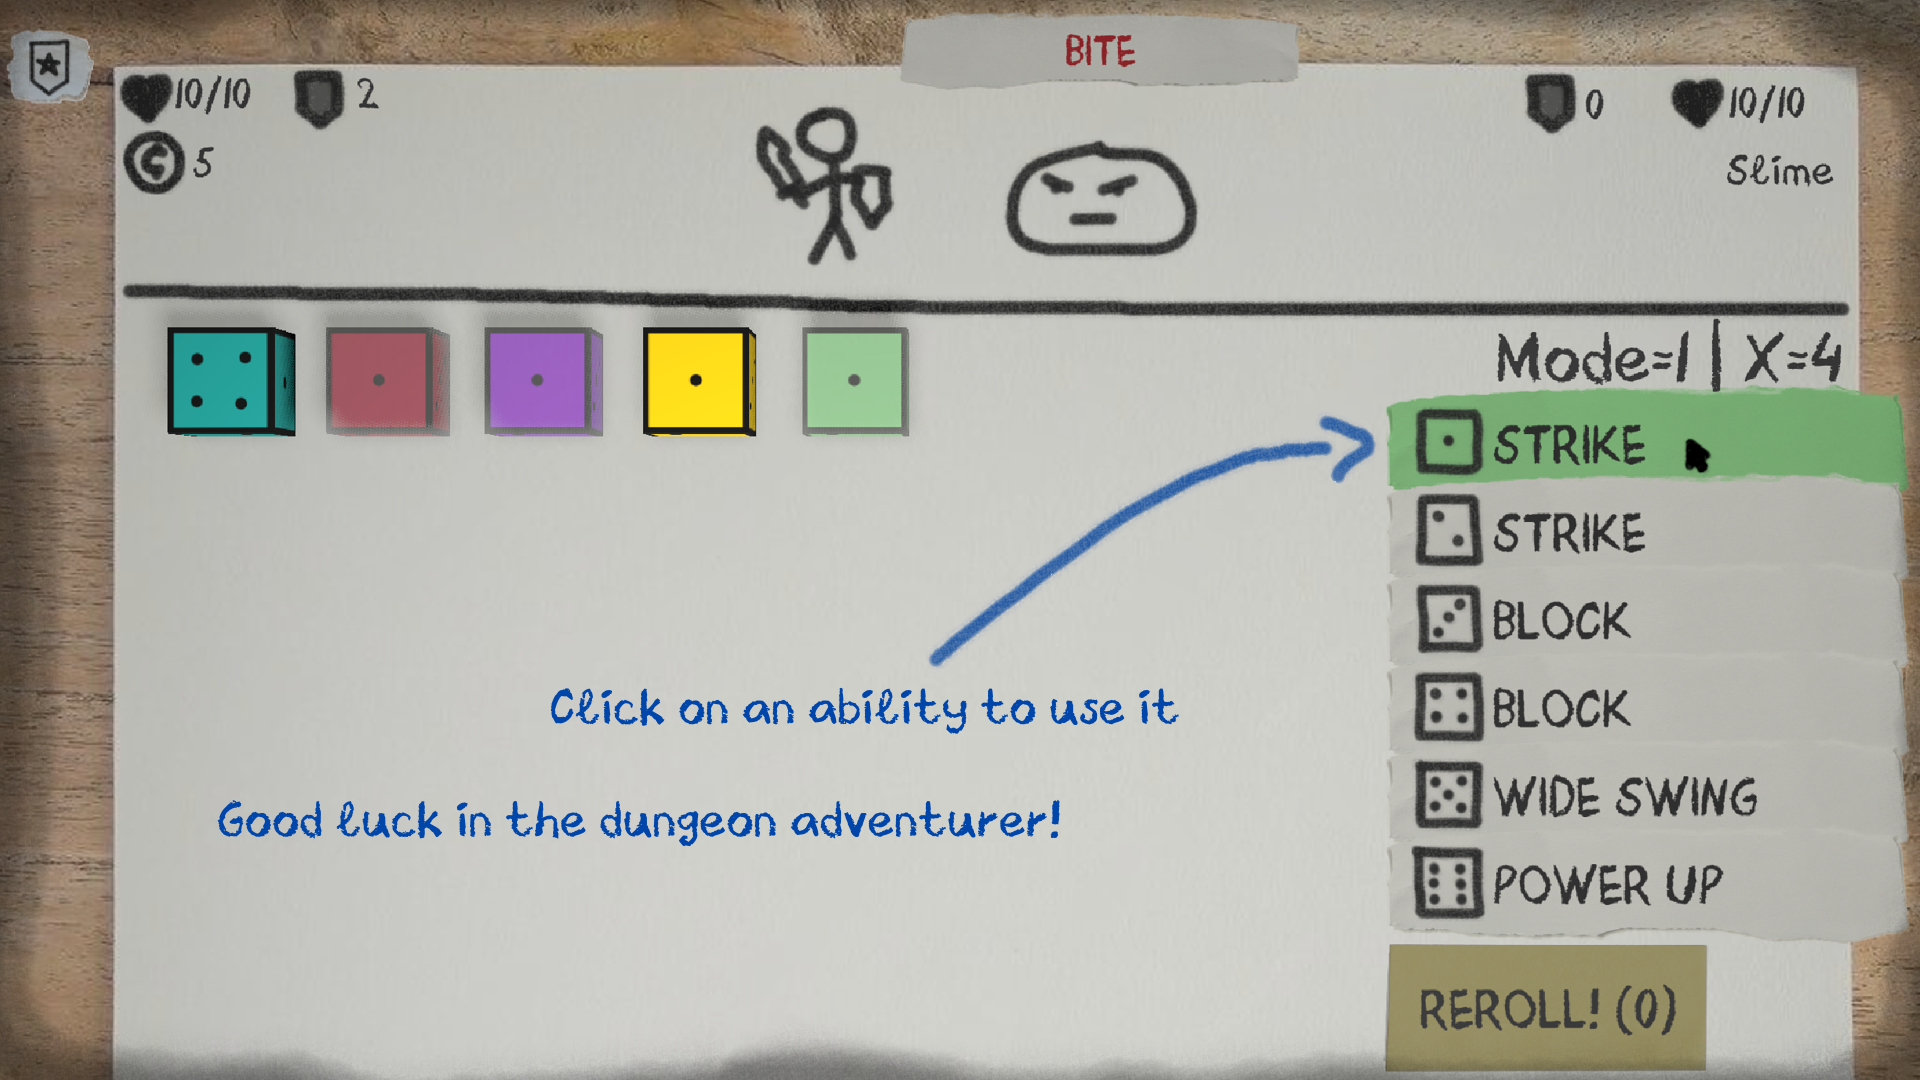 BITE
10/10 2
0 10/10
5
Slime
Mode=1 | X=4
STRIKE
STRIKE
BLOCK
BLOCK
WIDE SWING
POWER UP
Click on an ability to use it
Good luck in the dungeon adventurer!
REROLL! (0)